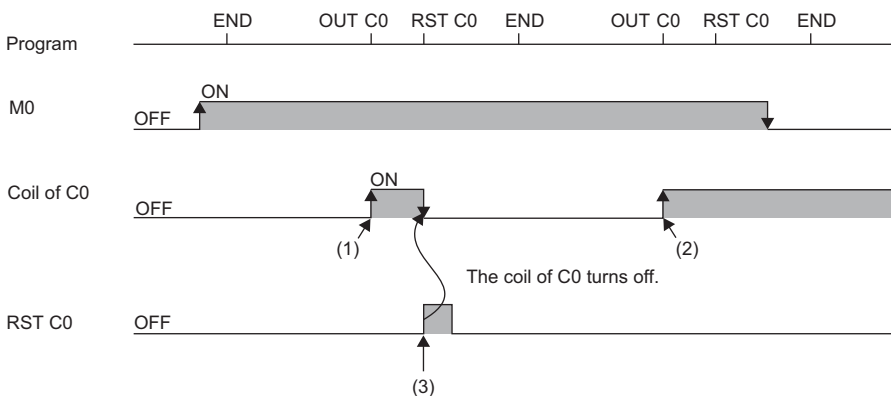 END OUT C0 RST C0 END OUT C0 RST C0 END
Program
ON
M0
OFF
ON
Coil of C0
OFF
(1) (2)
The coil of C0 turns off.
RST C0 OFF
(3)